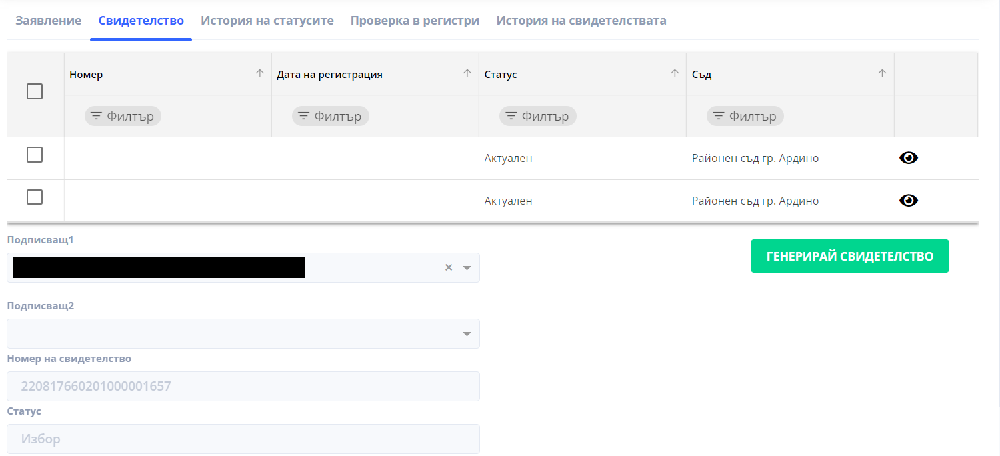 Заявление Свидетелство История на статусите Проверка в регистри История на свидетелствата
Номер Дата на регистрация Статус Съд
Филтър Филтър Филтър Филтър
Актуален Районен съд гр. Ардино
Актуален Районен съд гр. Ардино
Подписващ1
ГЕНЕРИРАЙ СВИДЕТЕЛСТВО
Подписващ2
Номер на свидетелство
220817660201000001657
Статус
Избор